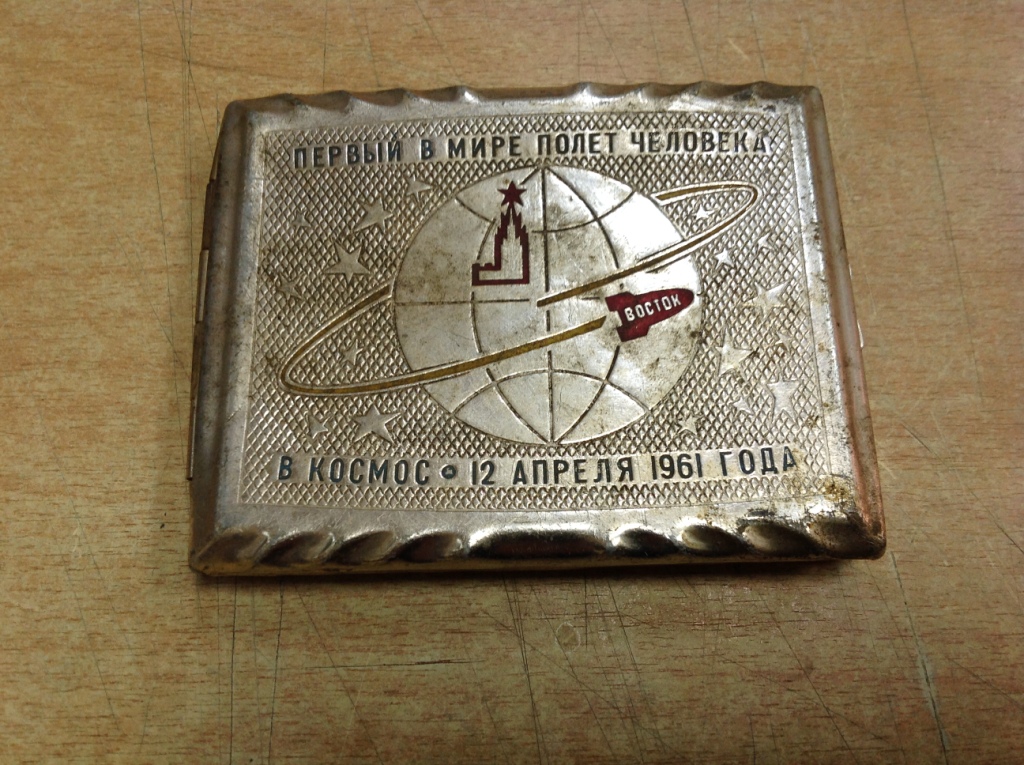 ПЕРВЫЙ В МИРЕ ПОЛЕТ ЧЕЛОВЕКА
ВОСТОК
В КОСМОС • 12 АПРЕЛЯ 1961 ГОДА